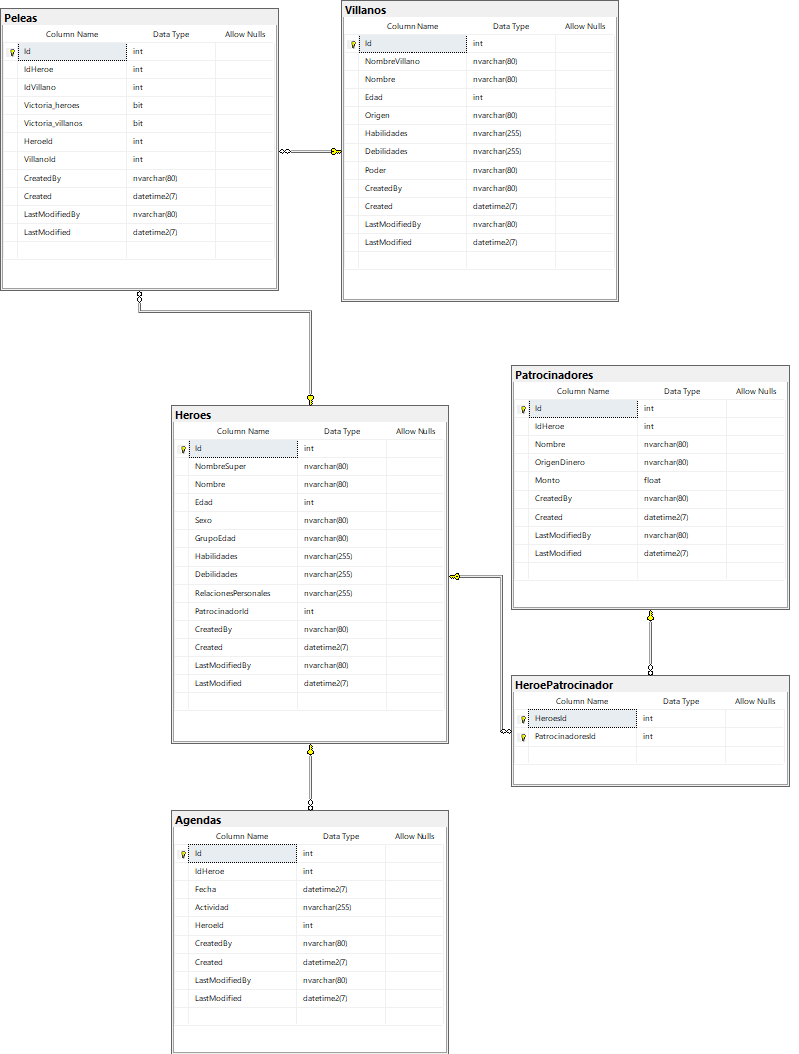 Peleas
Column Name Data Type Allow Nulls
Id int
IdHeroe int
IdVillano int
Victoria_heroes bit
Victoria_villanos bit
HeroeId int
VillanoId int
CreatedBy nvarchar(80)
Created datetime2(7)
LastModifiedBy nvarchar(80)
LastModified datetime2(7)
Villanos
Column Name Data Type Allow Nulls
Id int
NombreVillano nvarchar(80)
Nombre nvarchar(80)
Edad int
Origen nvarchar(80)
Habilidades nvarchar(255)
Debilidades nvarchar(255)
Poder nvarchar(80)
CreatedBy nvarchar(80)
Created datetime2(7)
LastModifiedBy nvarchar(80)
LastModified datetime2(7)
Heroes
Column Name Data Type Allow Nulls
Id int
NombreSuper nvarchar(80)
Nombre nvarchar(80)
Edad int
Sexo nvarchar(80)
GrupoEdad nvarchar(80)
Habilidades nvarchar(255)
Debilidades nvarchar(255)
RelacionesPersonales nvarchar(255)
PatrocinadorId int
CreatedBy nvarchar(80)
Created datetime2(7)
LastModifiedBy nvarchar(80)
LastModified datetime2(7)
Patrocinadores
Column Name Data Type Allow Nulls
Id int
IdHeroe int
Nombre nvarchar(80)
OrigenDinero nvarchar(80)
Monto float
CreatedBy nvarchar(80)
Created datetime2(7)
LastModifiedBy nvarchar(80)
LastModified datetime2(7)
HeroePatrocinador
Column Name Data Type Allow Nulls
HeroesId int
PatrocinadoresId int
Agendas
Column Name Data Type Allow Nulls
Id int
IdHeroe int
Fecha datetime2(7)
Actividad nvarchar(255)
HeroeId int
CreatedBy nvarchar(80)
Created datetime2(7)
LastModifiedBy nvarchar(80)
LastModified datetime2(7)